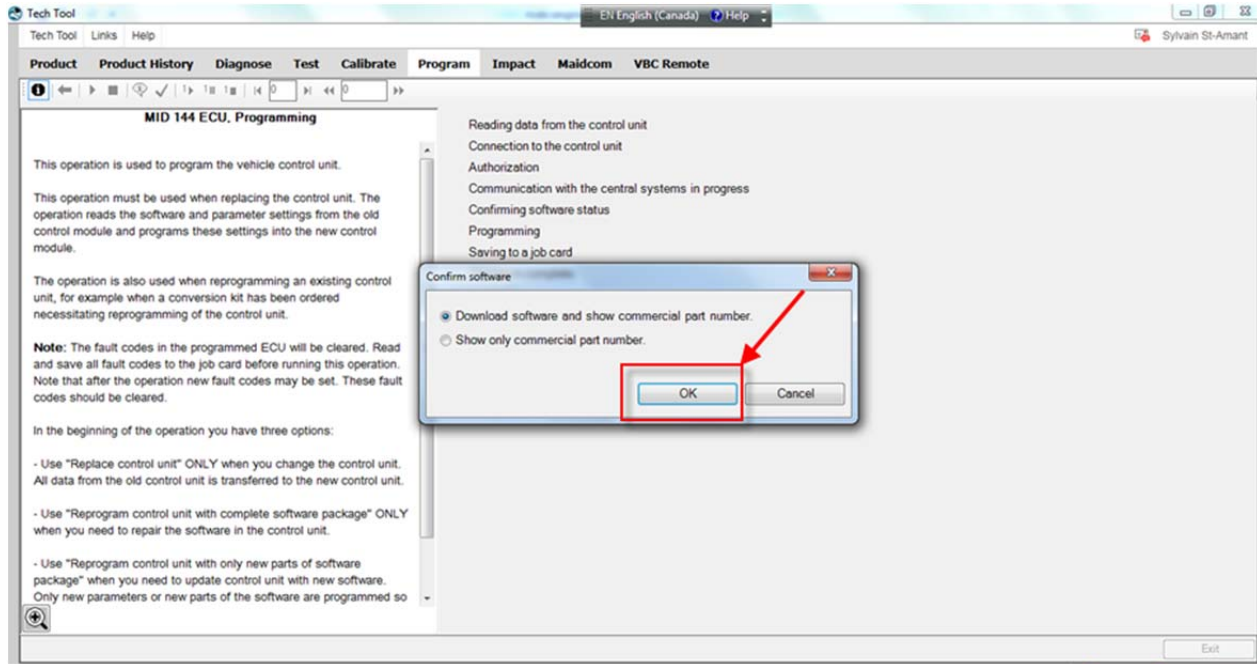 Tech Tool
EN English (Canada) Help
Tech Tool Links Help
Sylvain St-Amant
Product Product History Diagnose Test Calibrate Program Impact Maidcom VBC Remote
0 0
MID 144 ECU, Programming
This operation is used to program the vehicle control unit.
This operation must be used when replacing the control unit. The
operation reads the software and parameter settings from the old
control module and programs these settings into the new control
module.
The operation is also used when reprogramming an existing control
unit, for example when a conversion kit has been ordered
necessitating reprogramming of the control unit.
Note: The fault codes in the programmed ECU will be cleared. Read
and save all fault codes to the job card before running this operation.
Note that after the operation new fault codes may be set. These fault
codes should be cleared.
In the beginning of the operation you have three options:
- Use "Replace control unit" ONLY when you change the control unit.
All data from the old control unit is transferred to the new control unit.
- Use "Reprogram control unit with complete software package" ONLY
when you need to repair the software in the control unit.
- Use "Reprogram control unit with only new parts of software
package" when you need to update control unit with new software.
Only new parameters or new parts of the software are programmed so
Reading data from the control unit
Connection to the control unit
Authorization
Communication with the central systems in progress
Confirming software status
Programming
Saving to a job card
Confirm software
Download software and show commercial part number.
Show only commercial part number.
OK Cancel
Exit